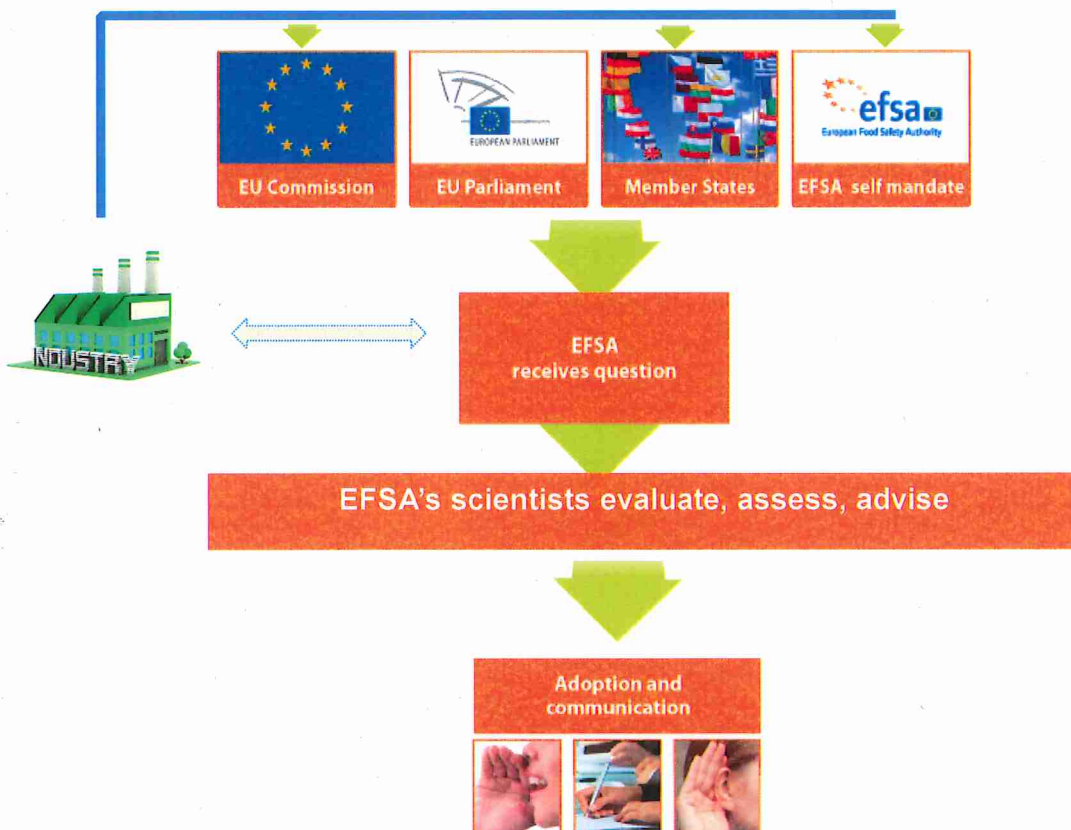 EUROPEAN PARLIAMENT
efsa
European Food Safety Authority
EU Commission
EU Parliament
Member States
EFSA self mandate
EFSA
receives question
INDUSTRY
EFSA's scientists evaluate, assess, advise
Adoption and
communication